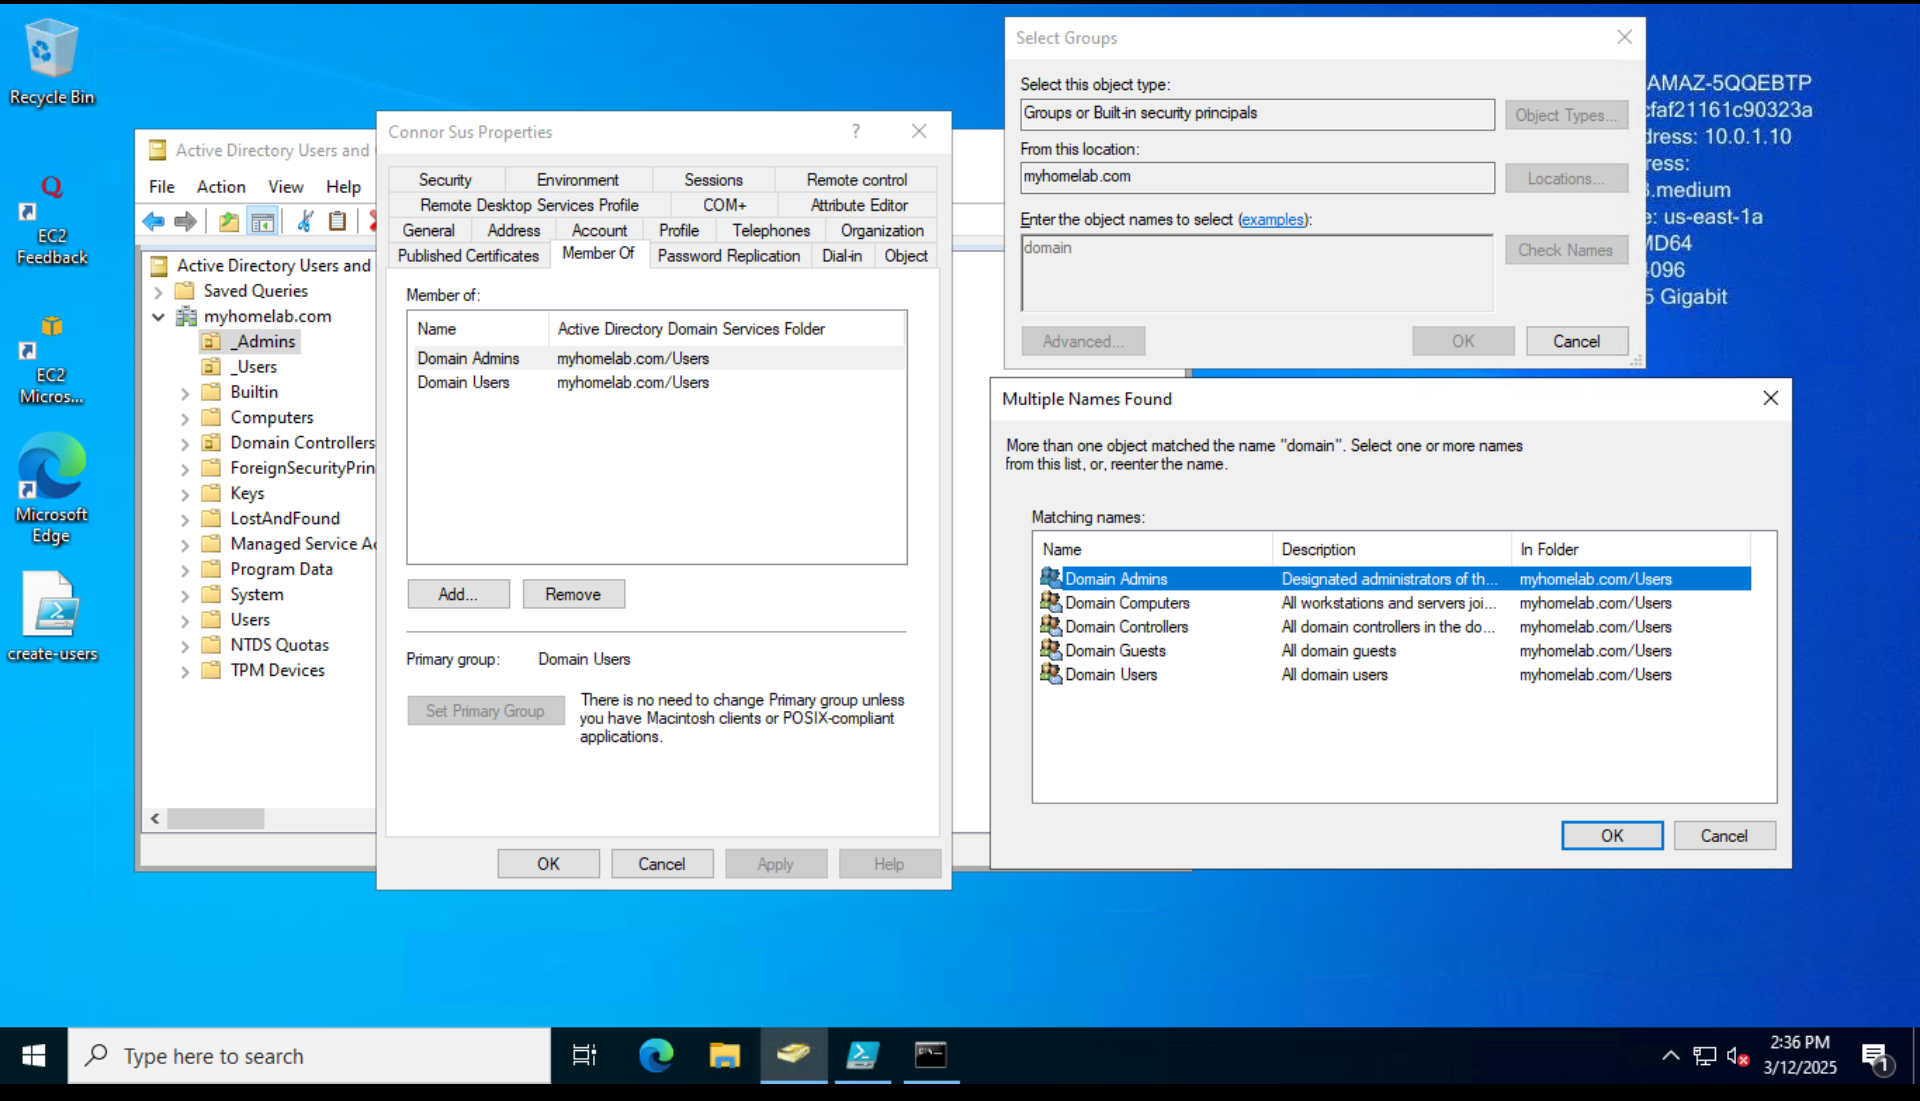 Recycle Bin
EC2
Feedback
EC2
Micros...
Microsoft
Edge
create-users
Active Directory Users and
File Action View Help
Active Directory Users and
Saved Queries
myhomelab.com
_Admins
_Users
Builtin
Computers
Domain Controllers
ForeignSecurityPrin
Keys
LostAndFound
Managed Service Ac
Program Data
System
Users
NTDS Quotas
TPM Devices
Connor Sus Properties
?
Security Environment Sessions Remote control
Remote Desktop Services Profile COM+ Attribute Editor
General Address Account Profile Telephones Organization
Published Certificates Member Of Password Replication Dial-in Object
Member of:
Name Active Directory Domain Services Folder
Domain Admins myhomelab.com/Users
Domain Users myhomelab.com/Users
Add... Remove
Primary group: Domain Users
Set Primary Group
There is no need to change Primary group unless
you have Macintosh clients or POSIX-compliant
applications.
OK Cancel Apply Help
Select Groups
Select this object type:
Groups or Built-in security principals
Object Types...
From this location:
myhomelab.com
Locations...
Enter the object names to select (examples):
domain
Check Names
Advanced... OK Cancel
AMAZ-5QQEBTP
faf21161c90323a
dress: 10.0.1.10
ress:
.medium
: us-east-1a
MD64
4096
5 Gigabit
Multiple Names Found
More than one object matched the name "domain". Select one or more names
from this list, or, reenter the name.
Matching names:
Name Description In Folder
Domain Admins Designated administrators of th... myhomelab.com/Users
Domain Computers All workstations and servers joi... myhomelab.com/Users
Domain Controllers All domain controllers in the do... myhomelab.com/Users
Domain Guests All domain guests myhomelab.com/Users
Domain Users All domain users myhomelab.com/Users
OK Cancel
Type here to search
2:36 PM
3/12/2025
1